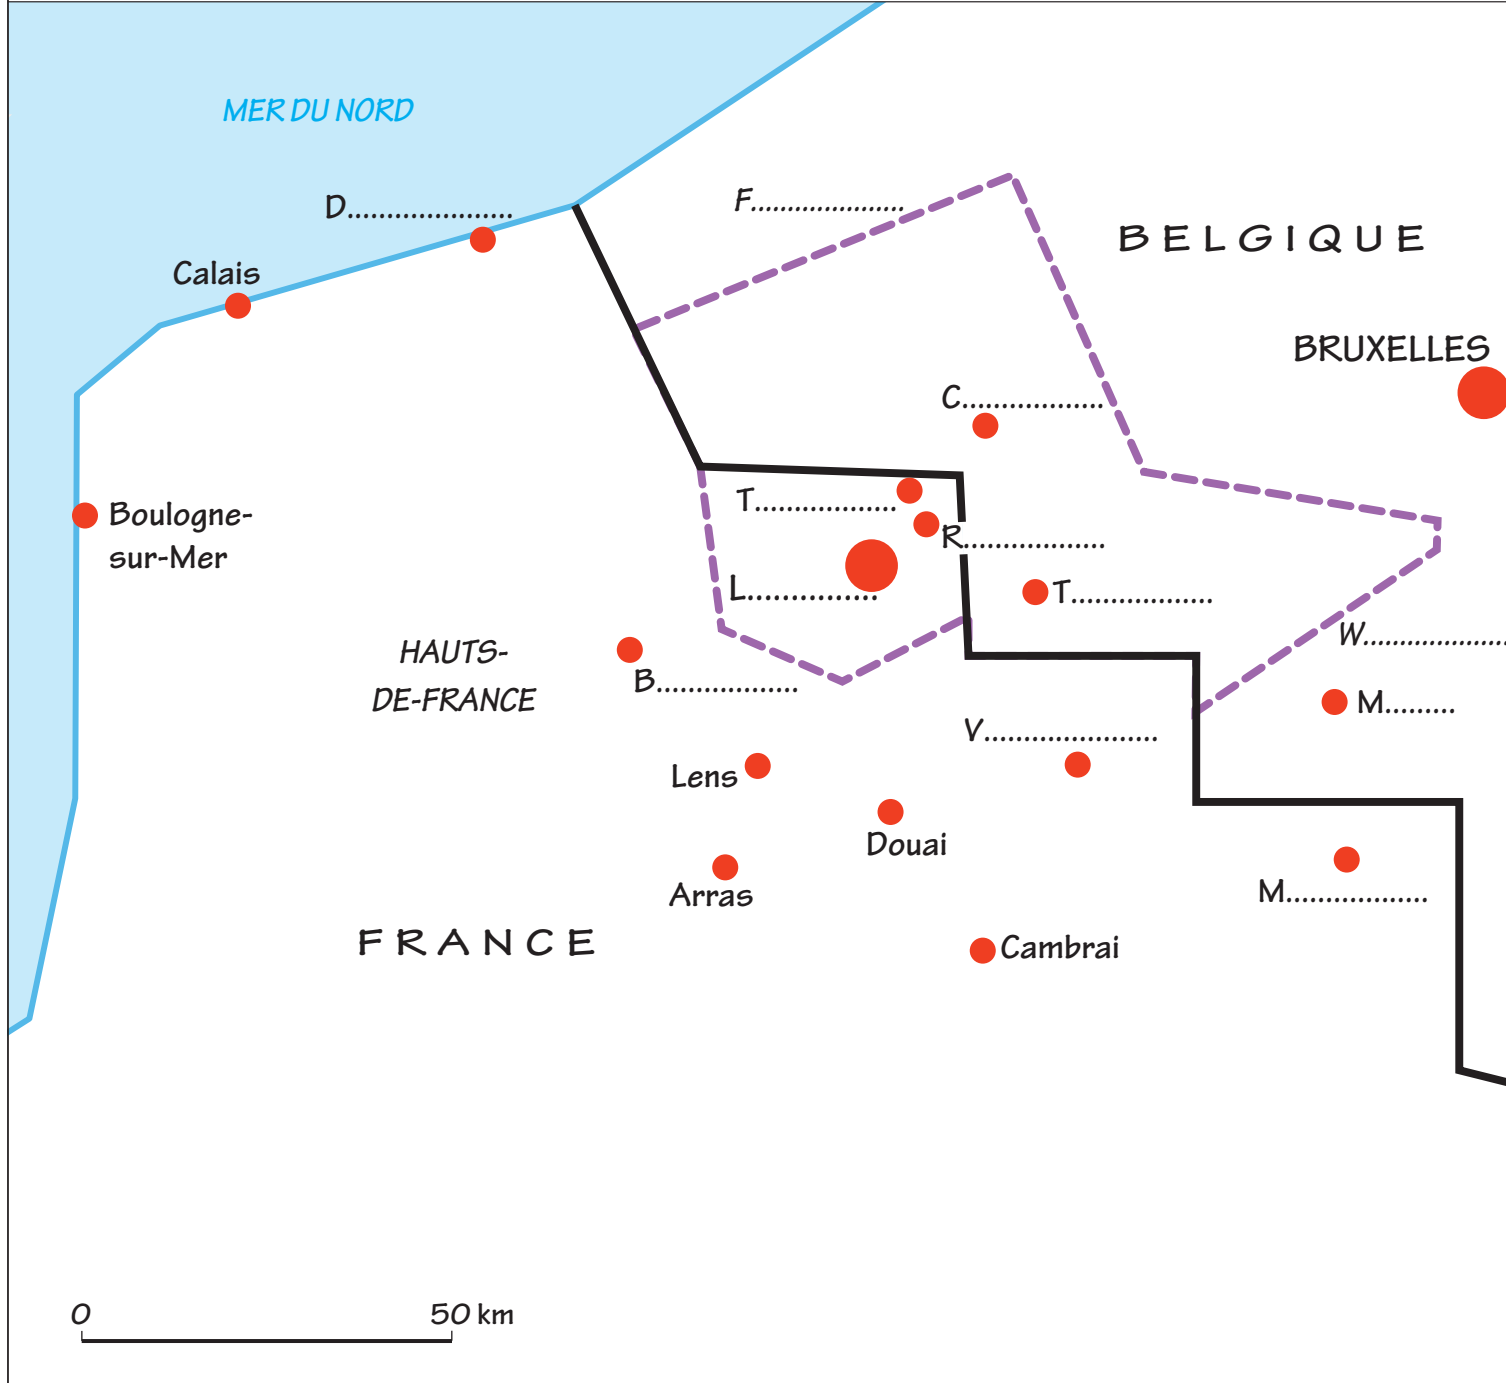 MER DU NORD
D.....................
F...................
BELGIQUE
Calais
BRUXELLES
C..................
T..................
Boulogne-
sur-Mer
R..................
L................
T..................
W..................
HAUTS-
DE-FRANCE
B..................
M.........
V......................
Lens
Douai
Arras
M..................
FRANCE
Cambrai
0
50 km